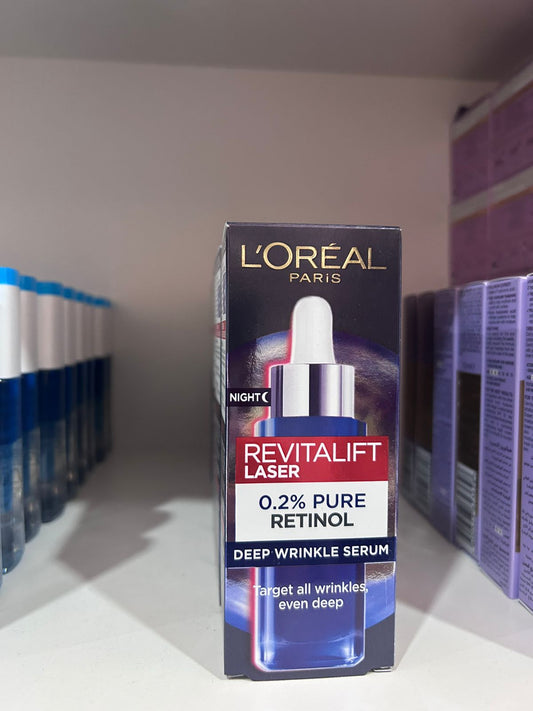 L'ORÉAL
PARIS
NIGHT
REVITALIFT
LASER
0.2% PURE
RETINOL
DEEP WRINKLE SERUM
Target all wrinkles,
even deep